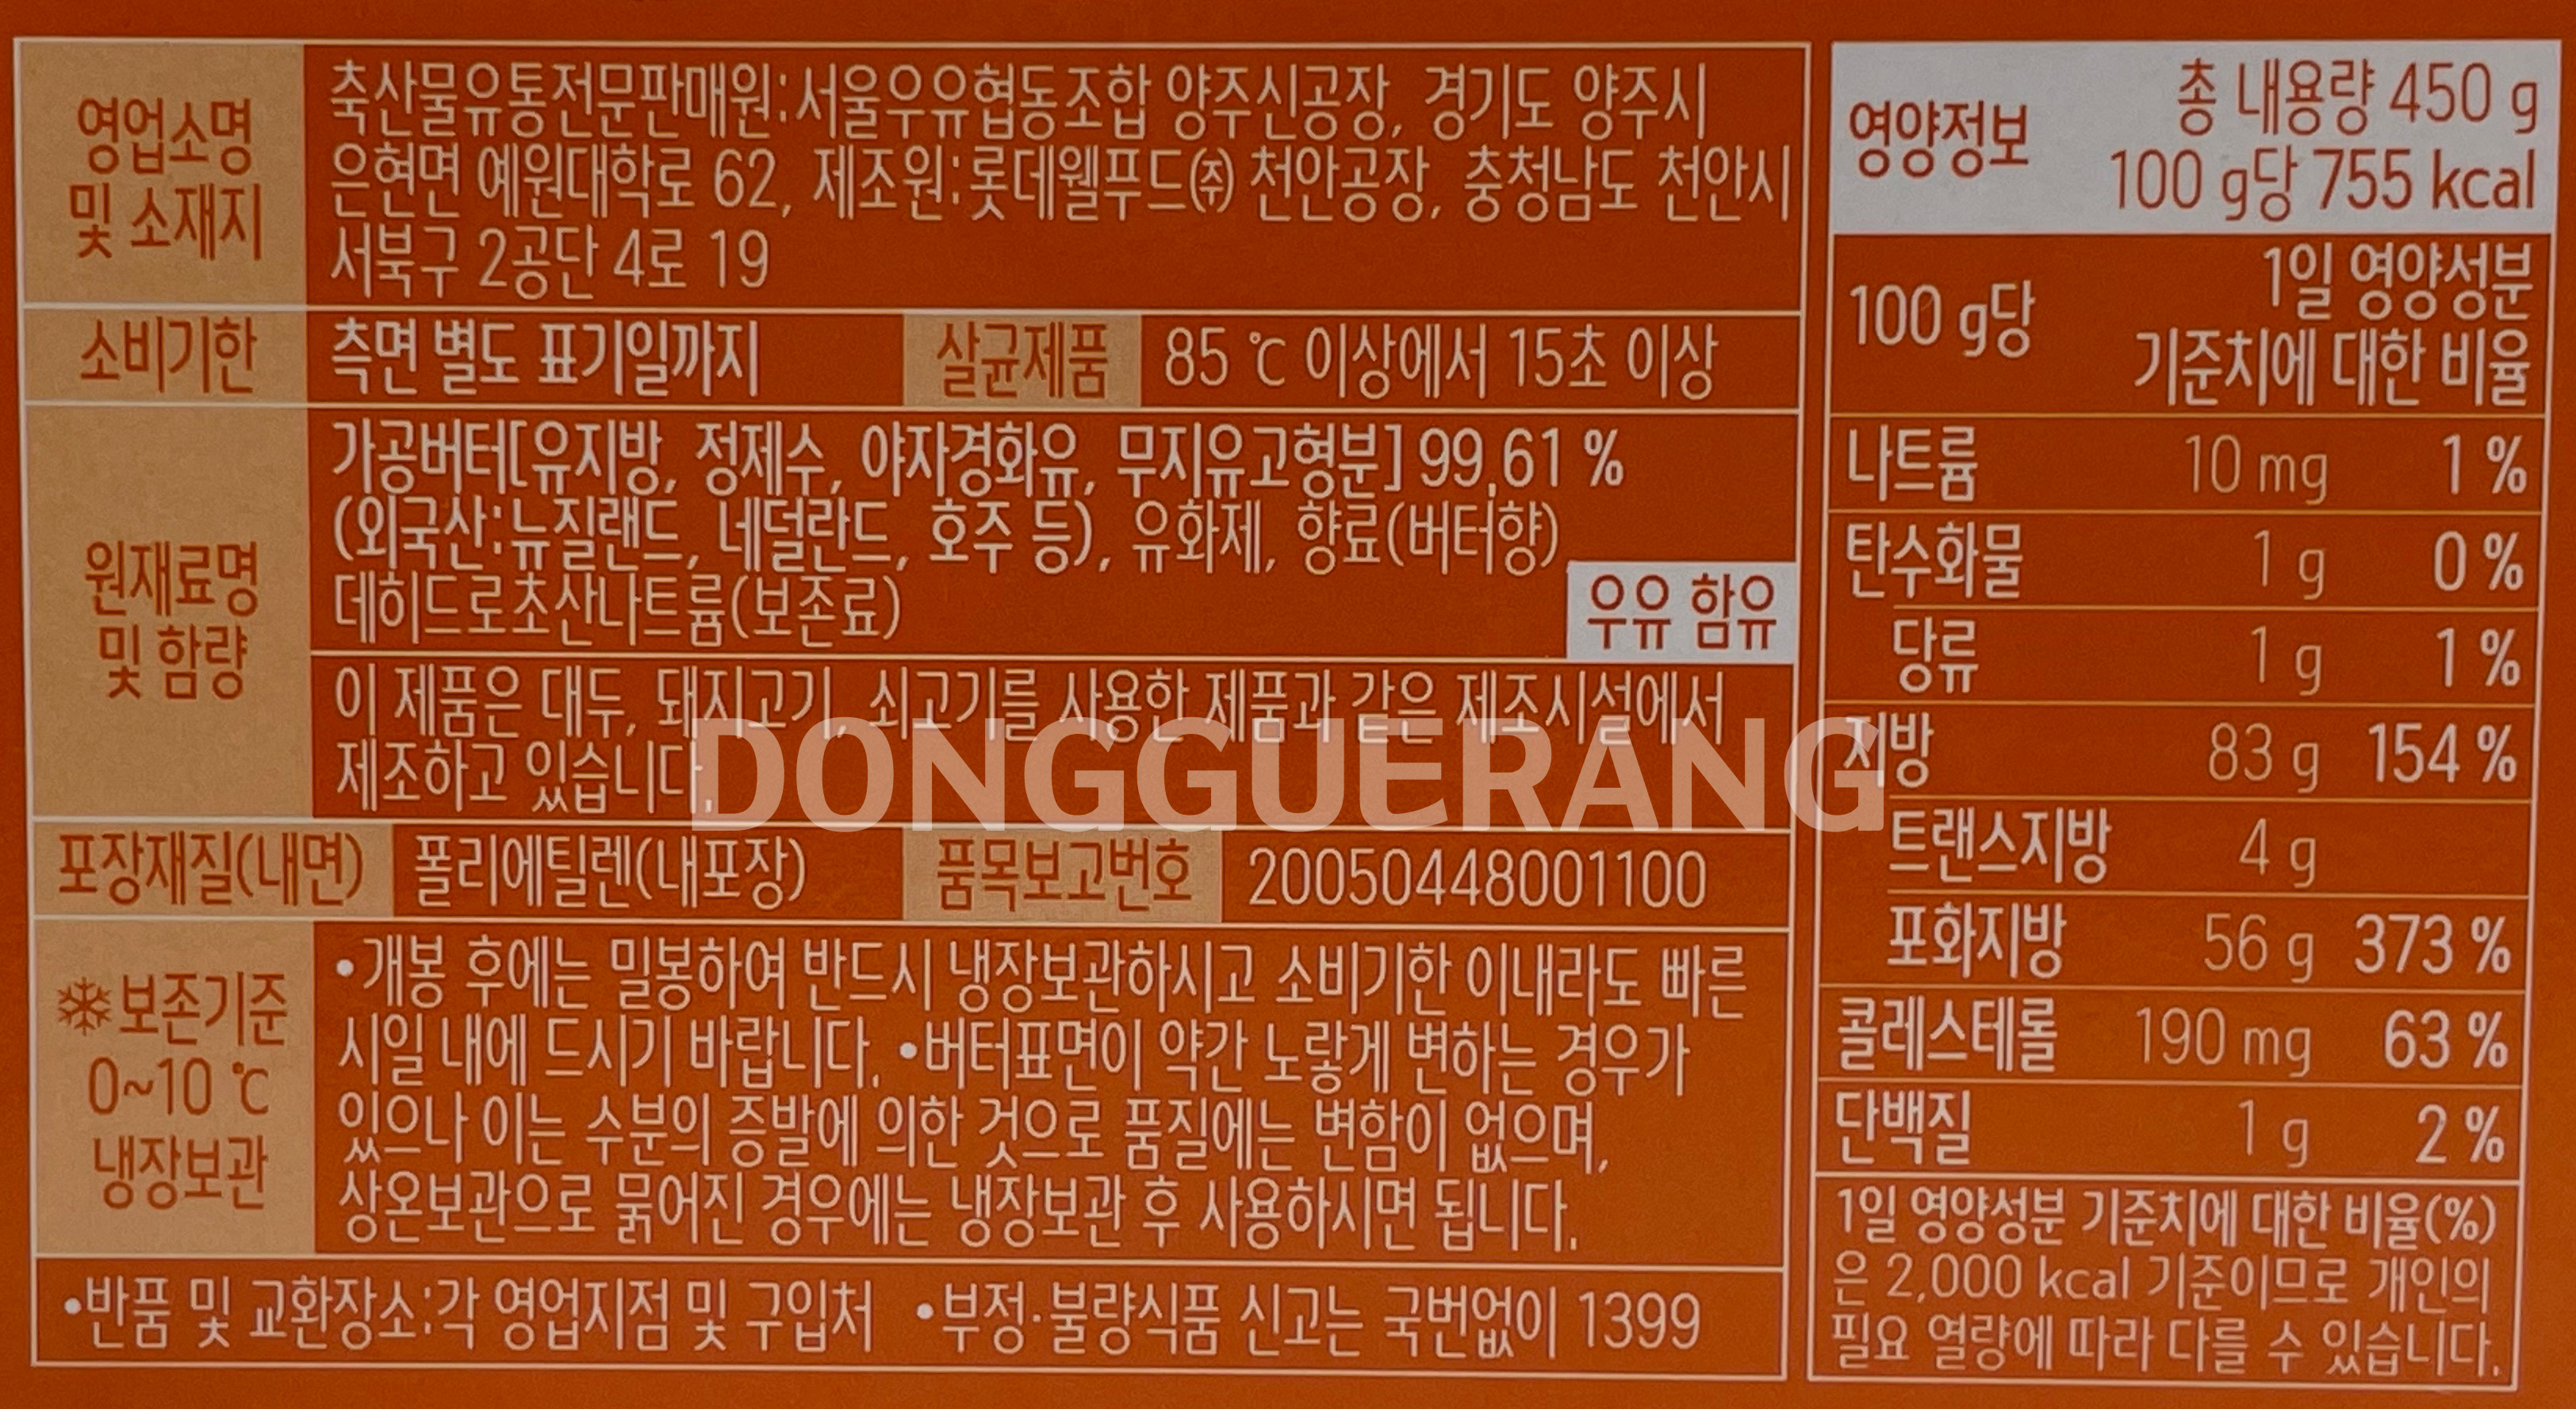 영업소명
및 소재지
축산물유통전문판매원:서울우유협동조합 양주신공장, 경기도 양주시
은현면 예원대학로 62, 제조원:롯데웰푸드㈜ 천안공장, 충청남도 천안시
서북구 2공단 4로 19
소비기한
측면 별도 표기일까지
살균제품
85 ℃ 이상에서 15초 이상
원재료명
및 함량
가공버터[유지방, 정제수, 야자경화유, 무지유고형분] 99.61 %
(외국산:뉴질랜드, 네덜란드, 호주 등), 유화제, 향료(버터향)
데히드로초산나트륨(보존료)
우유 함유
이 제품은 대두, 돼지고기, 쇠고기를 사용한 제품과 같은 제조시설에서
제조하고 있습니다.
포장재질(내면)
폴리에틸렌(내포장)
품목보고번호
20050448001100
❄보존기준
0~10 ℃
냉장보관
•개봉 후에는 밀봉하여 반드시 냉장보관하시고 소비기한 이내라도 빠른
시일 내에 드시기 바랍니다. •버터표면이 약간 노랗게 변하는 경우가
있으나 이는 수분의 증발에 의한 것으로 품질에는 변함이 없으며,
상온보관으로 묽어진 경우에는 냉장보관 후 사용하시면 됩니다.
•반품 및 교환장소:각 영업지점 및 구입처 •부정·불량식품 신고는 국번없이 1399
영양정보
총 내용량 450 g
100 g당 755 kcal
100 g당
1일 영양성분
기준치에 대한 비율
나트륨 10 mg 1 %
탄수화물 1 g 0 %
당류 1 g 1 %
지방 83 g 154 %
트랜스지방 4 g
포화지방 56 g 373 %
콜레스테롤 190 mg 63 %
단백질 1 g 2 %
1일 영양성분 기준치에 대한 비율(%)
은 2,000 kcal 기준이므로 개인의
필요 열량에 따라 다를 수 있습니다.
DONGGUERANG